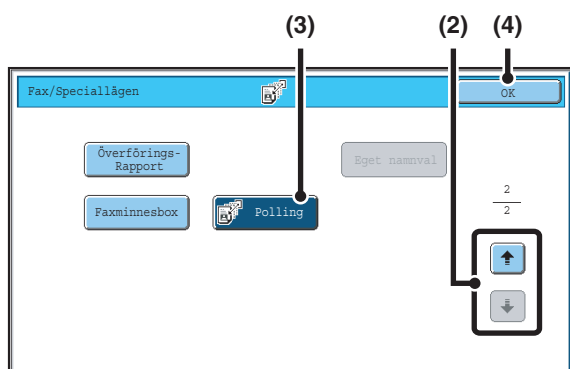 (3) (2) (4)
Fax/Speciallägen
OK
Överförings-
Rapport
Eget namnval
Faxminnesbox
Polling
2
2